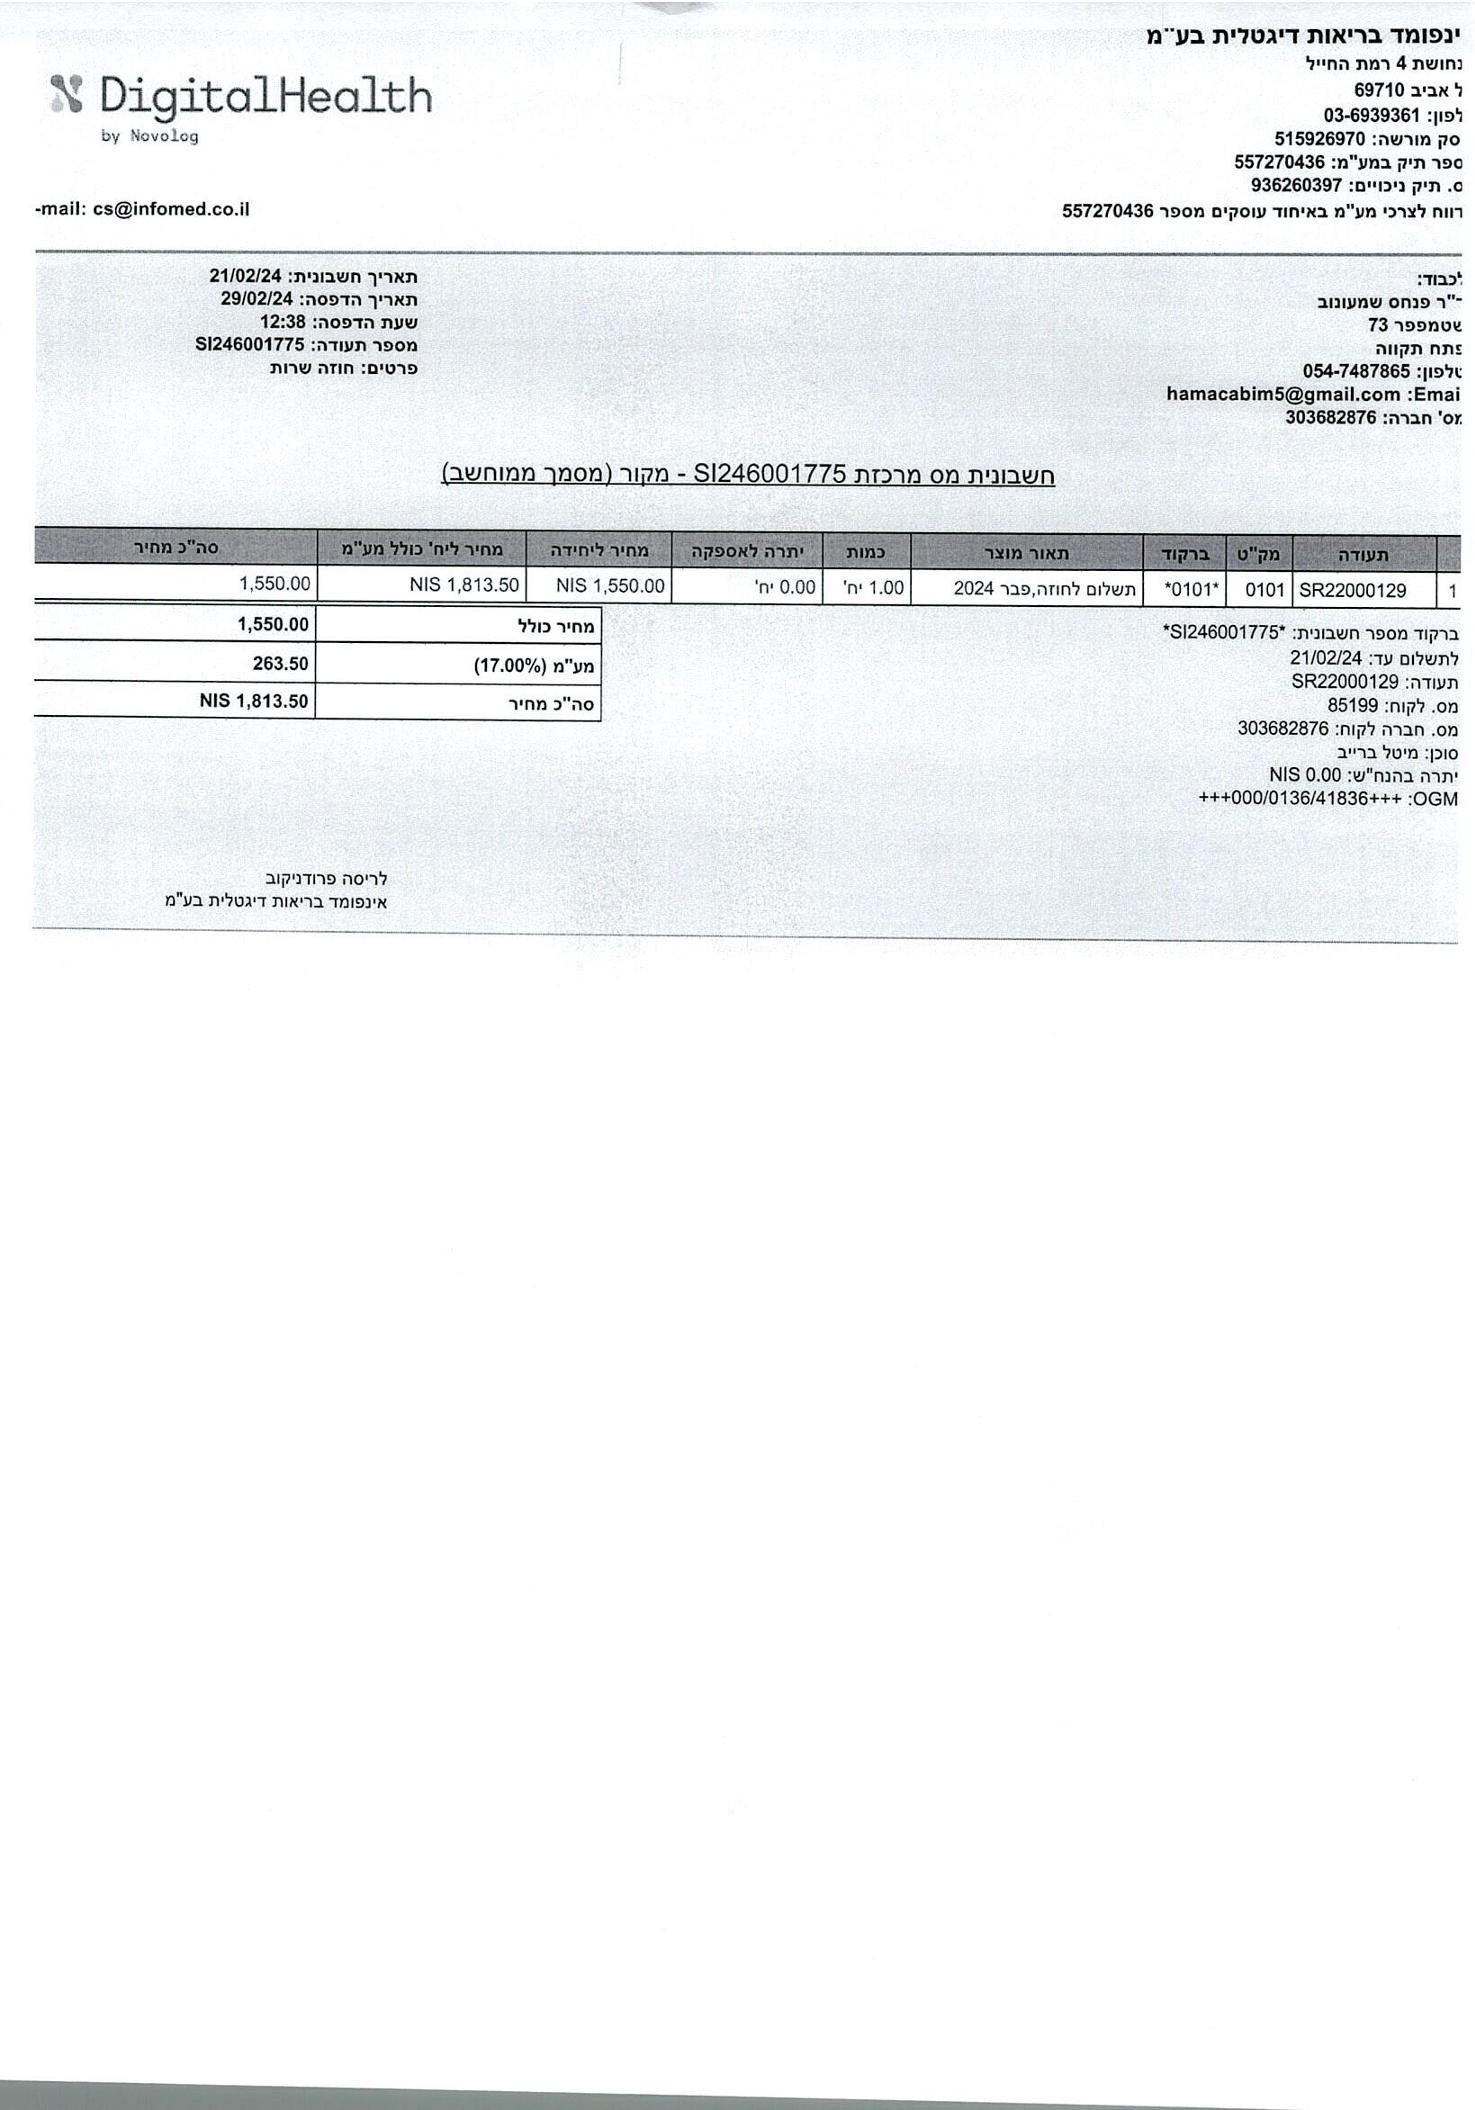 ינפומד בריאות דיגטלית בע"מ
נחושת 4 רמת החייל
ל אביב 69710
לפון: 03-6939361
סק מורשה: 515926970
ספר תיק במע"מ: 557270436
ס. תיק ניכויים: 936260397
רווח לצרכי מע"מ באיחוד עוסקים מספר 557270436
DigitalHealth
by Novolog
-mail: cs@infomed.co.il
לכבוד:
ד"ר פנחס שמעונוב
שטמפפר 73
פתח תקווה
טלפון: 054-7487865
Emai: hamacabim5@gmail.com
מס' חברה: 303682876
תאריך חשבונית: 21/02/24
תאריך הדפסה: 29/02/24
שעת הדפסה: 12:38
מספר תעודה: SI246001775
פרטים: חוזה שרות
חשבונית מס מרכזת SI246001775 - מקור (מסמך ממוחשב)
תעודה מק"ט ברקוד תאור מוצר כמות יתרה לאספקה מחיר ליחידה מחיר ליח' כולל מע"מ סה"כ מחיר
1 SR22000129 0101 *0101* תשלום לחוזה,פבר 2024 1.00 יח' 0.00 יח' NIS 1,550.00 NIS 1,813.50 1,550.00
מחיר כולל 1,550.00
מע"מ (17.00%) 263.50
סה"כ מחיר NIS 1,813.50
ברקוד מספר חשבונית: *SI246001775*
לתשלום עד: 21/02/24
תעודה: SR22000129
מס. לקוח: 85199
מס. חברה לקוח: 303682876
סוכן: מיטל ברייב
יתרה בהנח"ש: NIS 0.00
OGM: +++000/0136/41836+++
לריסה פרודניקוב
אינפומד בריאות דיגטלית בע"מ